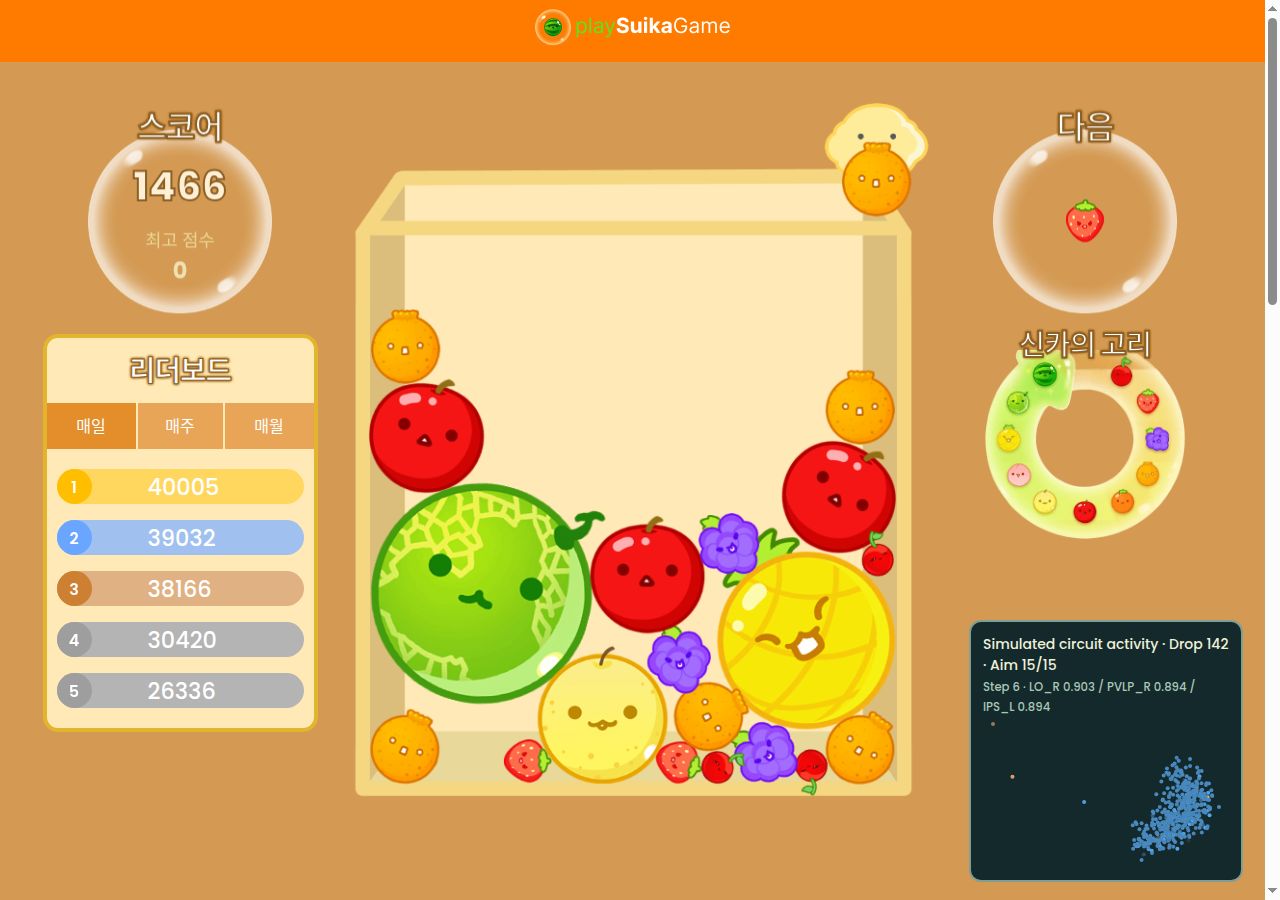 playSuikaGame
스코어
1466
최고 점수
0
다음
리더보드
매일
매주
매월
1 40005
2 39032
3 38166
4 30420
5 26336
신카의 고리
Simulated circuit activity · Drop 142
· Aim 15/15
Step 6 · LO_R 0.903 / PVLP_R 0.894 /
IPS_L 0.894